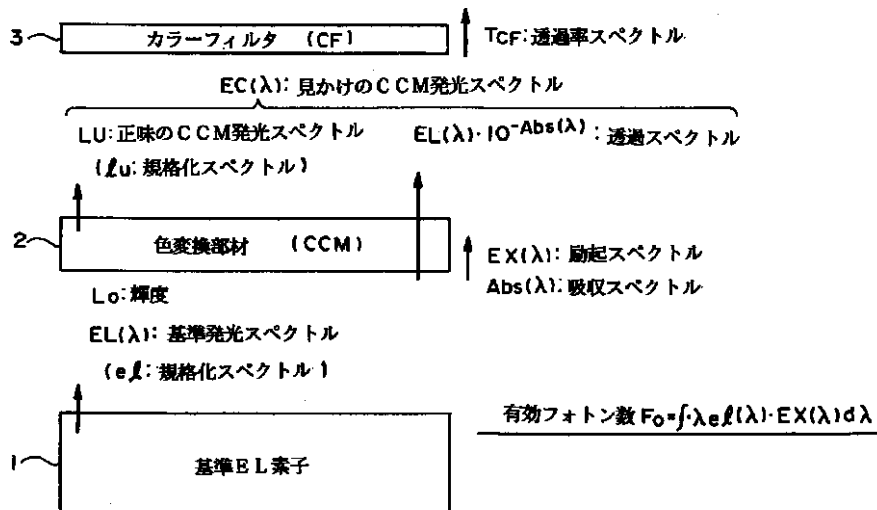 3 カラーフィルタ (CF) TCF:透過率スペクトル
EC(λ):見かけのCCM発光スペクトル
LU:正味のCCM発光スペクトル EL(λ)·10^-Abs(λ):透過スペクトル
(ℓu:規格化スペクトル)
2 色変換部材 (CCM) EX(λ):励起スペクトル
Lo:輝度 Abs(λ):吸収スペクトル
EL(λ):基準発光スペクトル
(eℓ:規格化スペクトル)
有効フォトン数 Fo=∫·λeℓ(λ)·EX(λ)dλ
1 基準EL素子